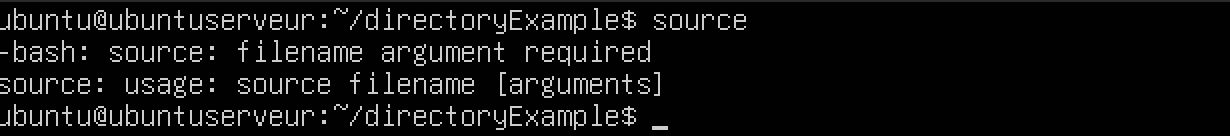 ubuntu@ubuntuserveur:~/directoryExample$ source
-bash: source: filename argument required
source: usage: source filename [arguments]
ubuntu@ubuntuserveur:~/directoryExample$ _